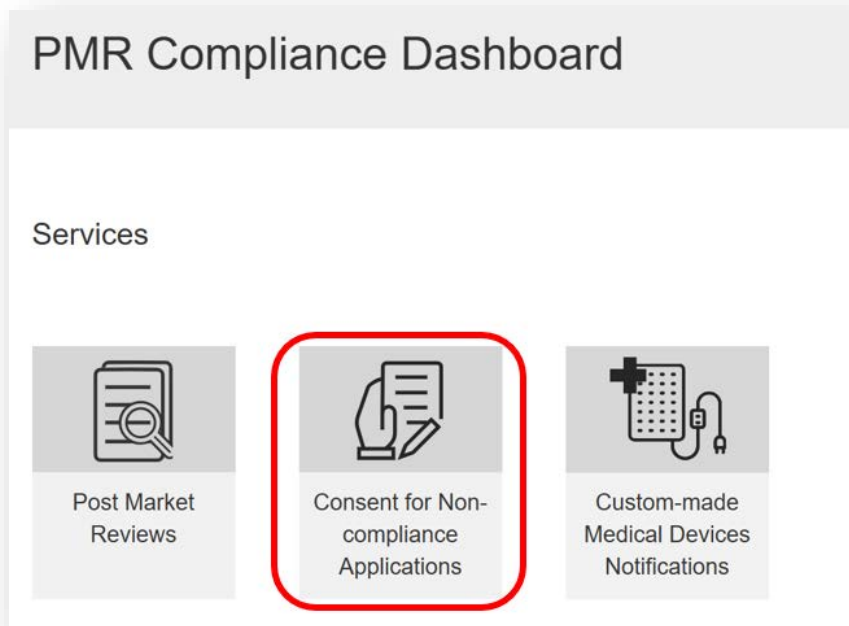 PMR Compliance Dashboard
Services
Post Market
Reviews
Consent for Non-
compliance
Applications
Custom-made
Medical Devices
Notifications